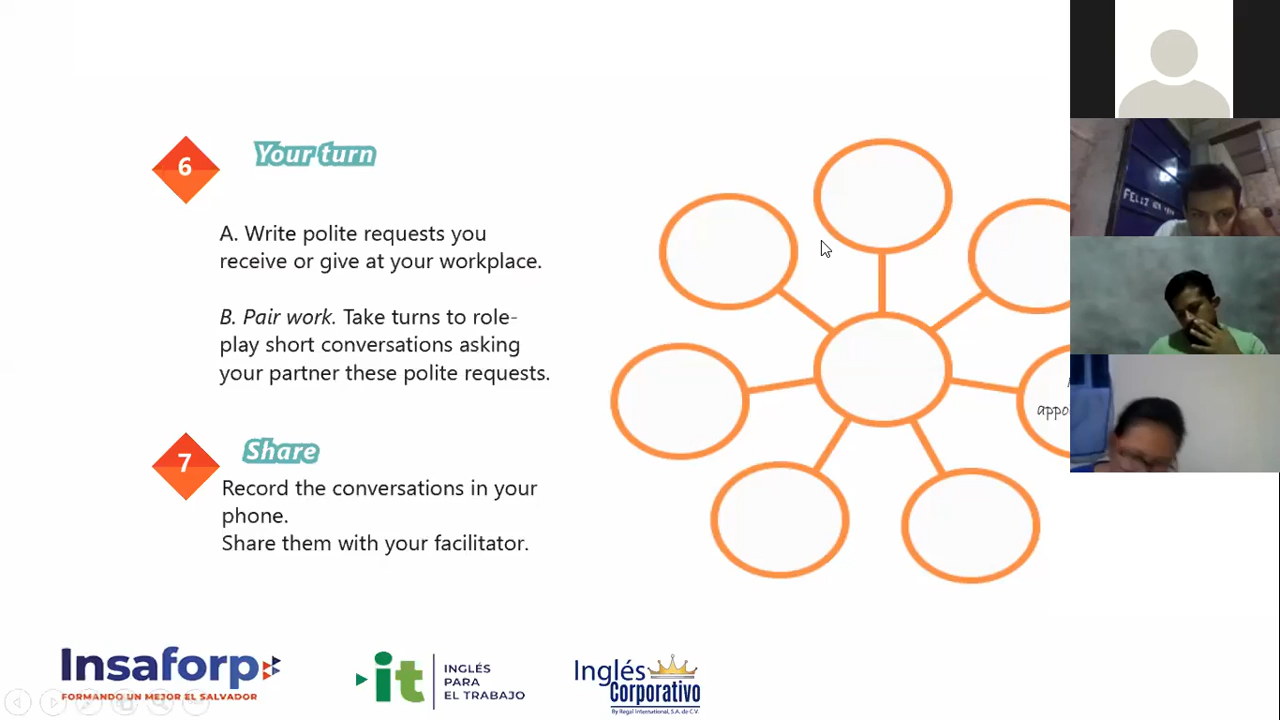 6
Your turn
A. Write polite requests you
receive or give at your workplace.
B. Pair work. Take turns to role-
play short conversations asking
your partner these polite requests.
7
Share
Record the conversations in your
phone.
Share them with your facilitator.
appo
FELIZ
Insaforp
FORMANDO UN MEJOR EL SALVADOR
it
INGLÉS
PARA
EL TRABAJO
Inglés
Corporativo
By Regal International, S.A. de C.V.